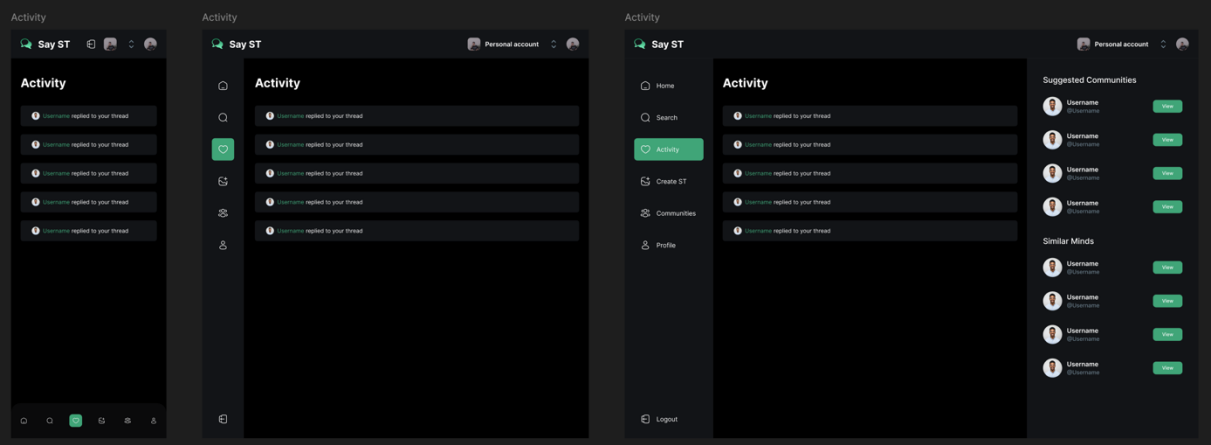 Activity
Say ST
Activity
Username replied to your thread
Username replied to your thread
Username replied to your thread
Username replied to your thread
Username replied to your thread
Activity
Say ST
Personal account
Activity
Username replied to your thread
Username replied to your thread
Username replied to your thread
Username replied to your thread
Username replied to your thread
Activity
Say ST
Personal account
Home
Search
Activity
Create ST
Communities
Profile
Logout
Activity
Username replied to your thread
Username replied to your thread
Username replied to your thread
Username replied to your thread
Username replied to your thread
Suggested Communities
Username
@Username
View
Username
@Username
View
Username
@Username
View
Username
@Username
View
Similar Minds
Username
@Username
View
Username
@Username
View
Username
@Username
View
Username
@Username
View